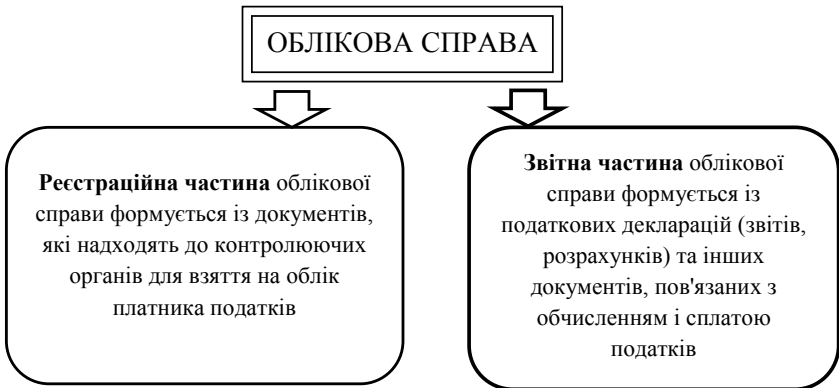 ОБЛІКОВА СПРАВА
Реєстраційна частина облікової
справи формується із документів,
які надходять до контролюючих
органів для взяття на облік
платника податків
Звітна частина облікової
справи формується із
податкових декларацій (звітів,
розрахунків) та інших
документів, пов'язаних з
обчисленням і сплатою
податків